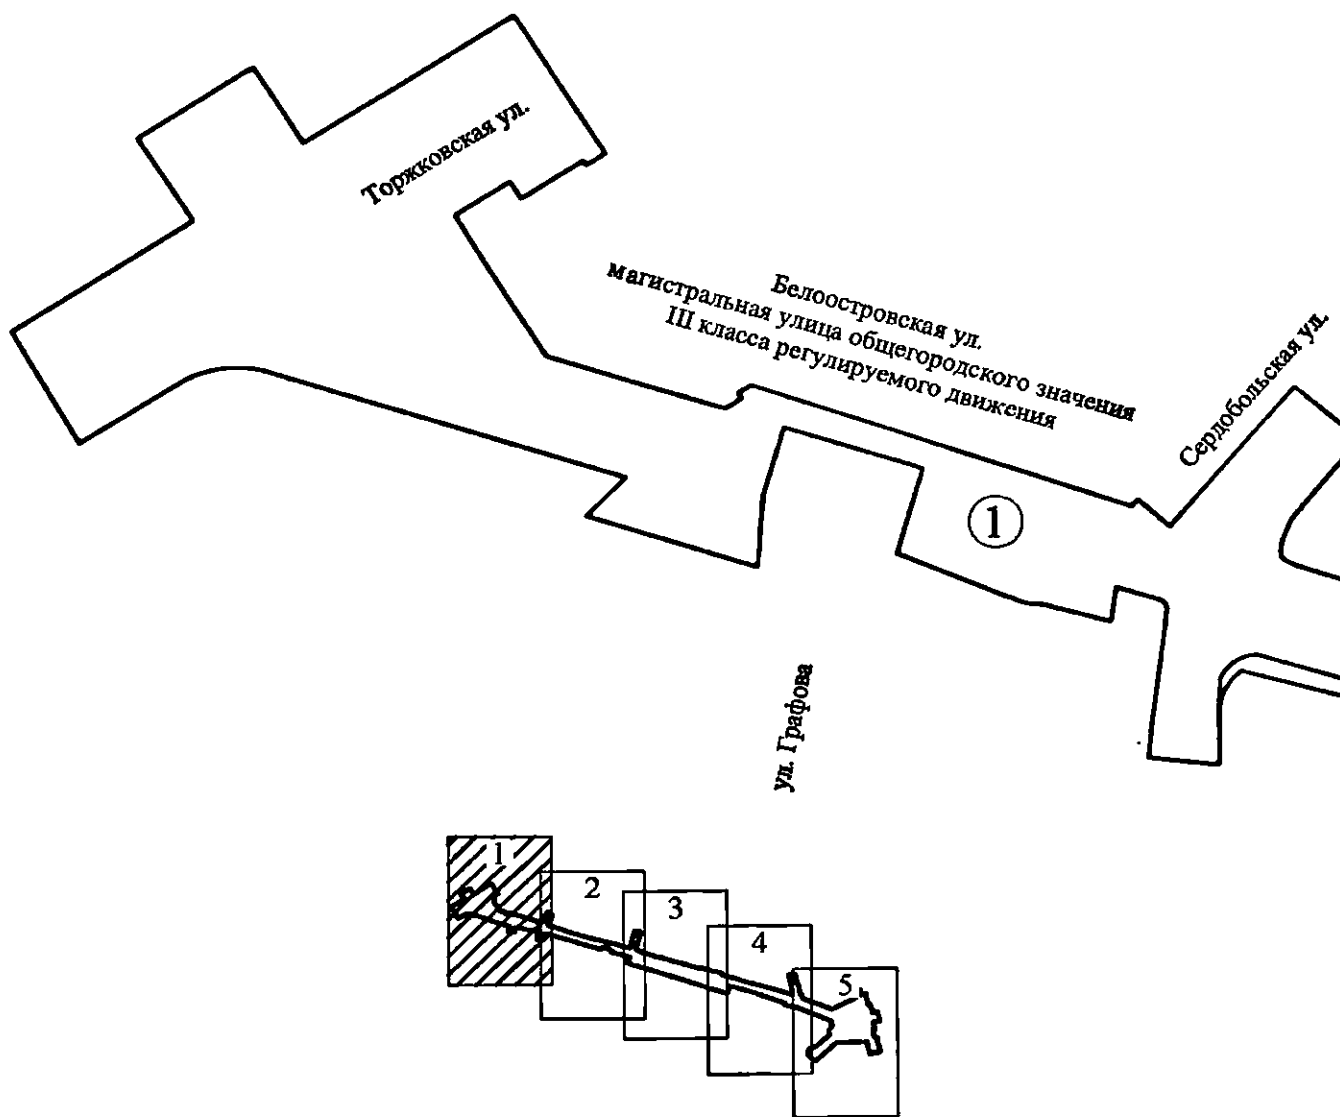 Торжковская ул.
Белоостровская ул.
магистральная улица общегородского значения
III класса регулируемого движения
Сердобольская ул.
1
ул. Графова
1
2
3
4
5